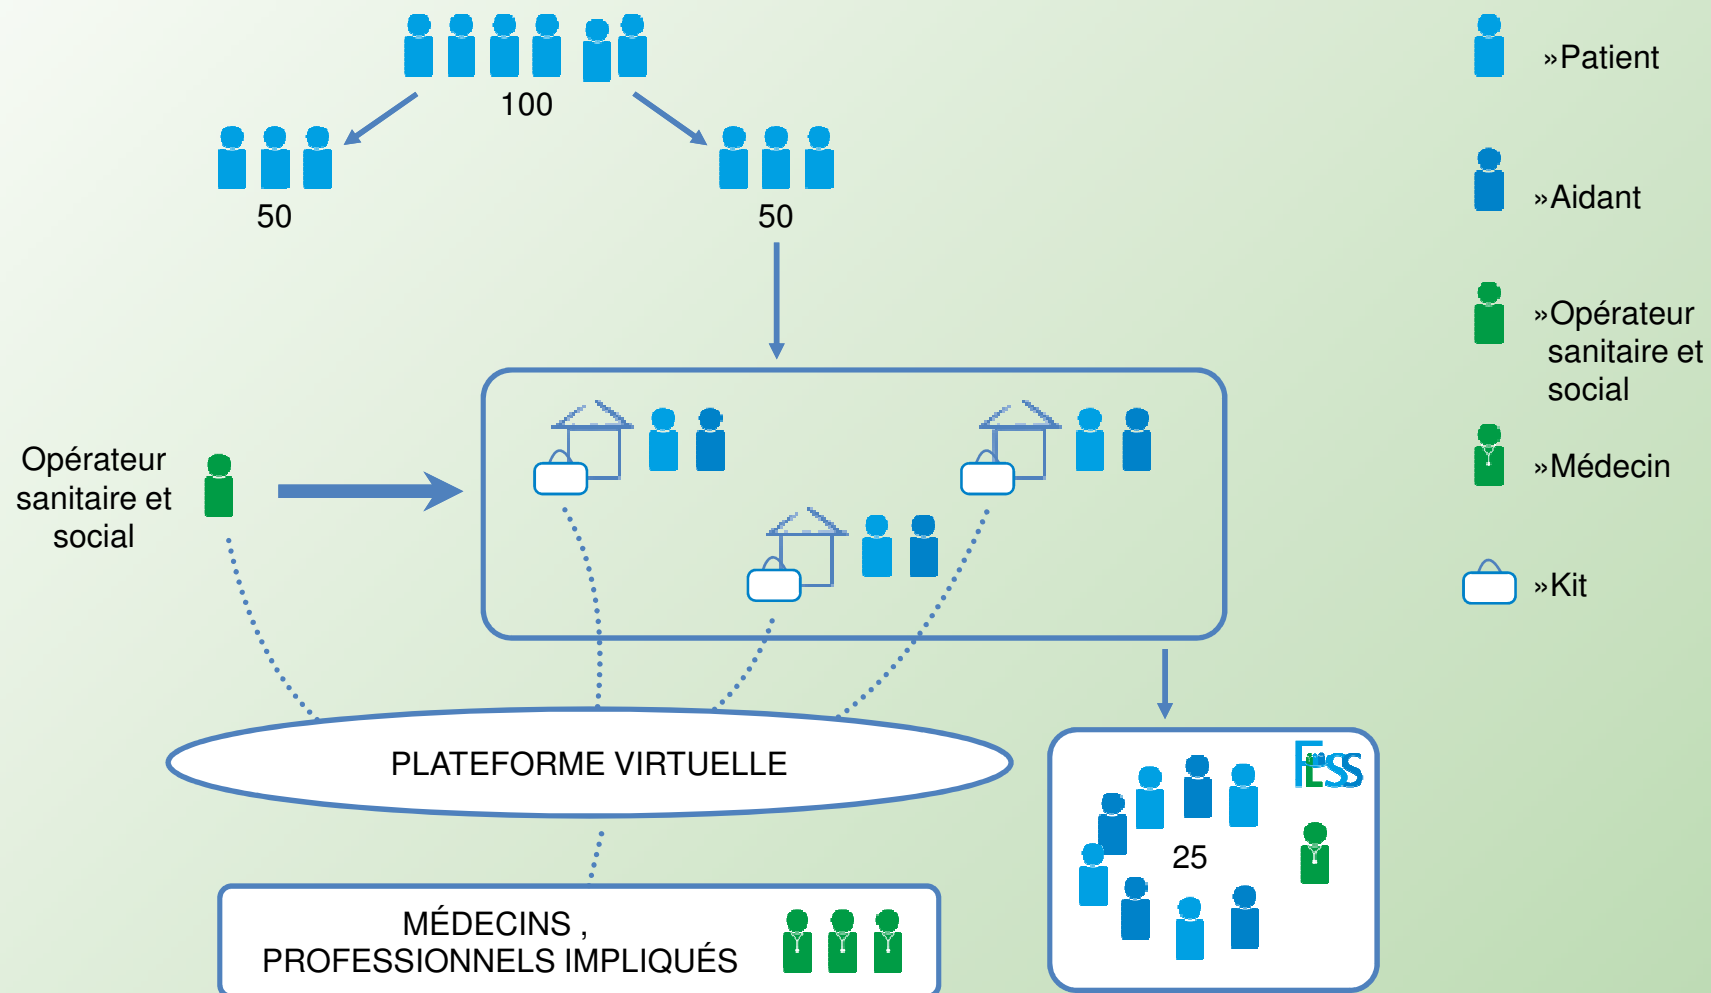 100
50
50
»Patient
»Aidant
»Opérateur
sanitaire et
social
»Médecin
»Kit
Opérateur
sanitaire et
social
PLATEFORME VIRTUELLE
MÉDECINS ,
PROFESSIONNELS IMPLIQUÉS
25